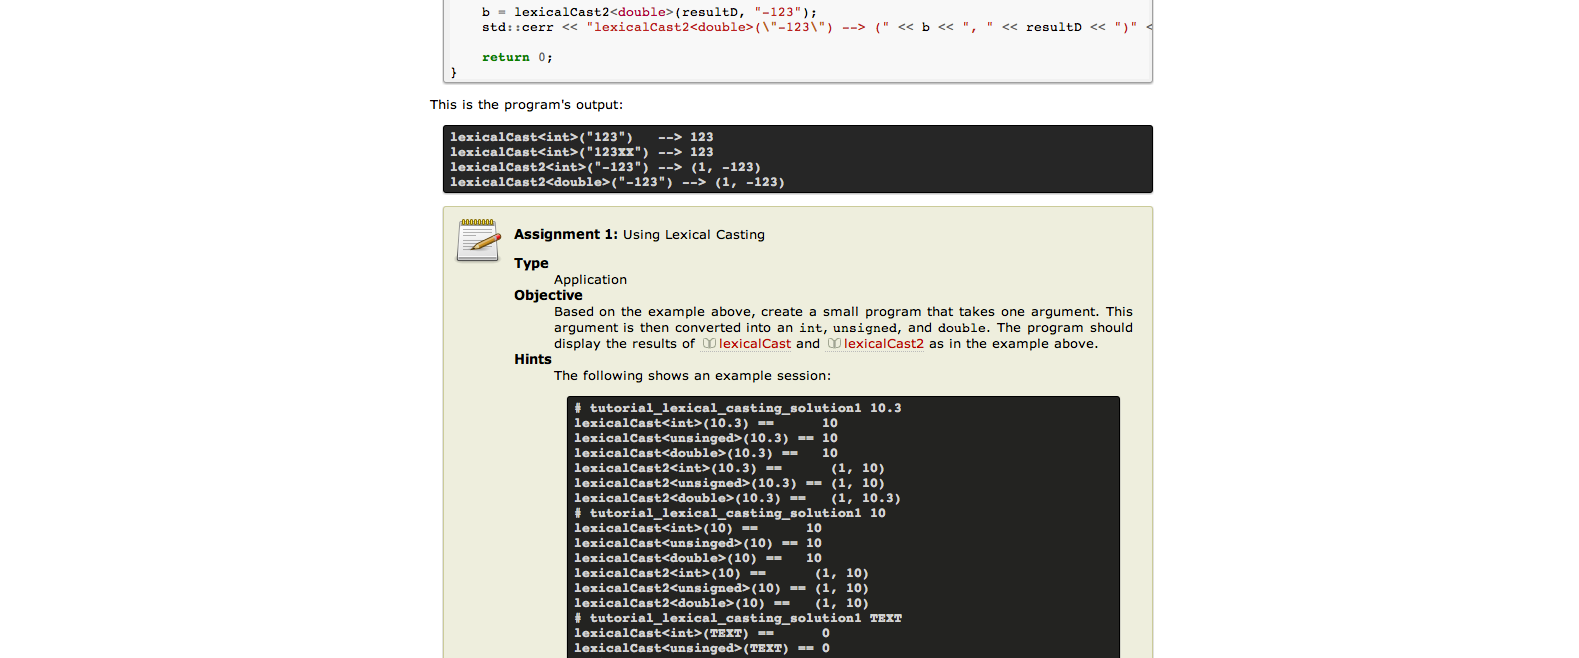 b = lexicalCast2<double>(resultD, "-123");
std::cerr << "lexicalCast2<double>(\"-123\") --> (" << b << ", " << resultD << ")" <
return 0;
}
This is the program's output:
lexicalCast<int>("123")   --> 123
lexicalCast<int>("123XX") --> 123
lexicalCast2<int>("-123") --> (1, -123)
lexicalCast2<double>("-123") --> (1, -123)
Assignment 1: Using Lexical Casting
Type
Application
Objective
Based on the example above, create a small program that takes one argument. This
argument is then converted into an int, unsigned, and double. The program should
display the results of lexicalCast and lexicalCast2 as in the example above.
Hints
The following shows an example session:
# tutorial_lexical_casting_solution1 10.3
lexicalCast<int>(10.3) ==      10
lexicalCast<unsinged>(10.3) == 10
lexicalCast<double>(10.3) ==   10
lexicalCast2<int>(10.3) ==      (1, 10)
lexicalCast2<unsigned>(10.3) == (1, 10)
lexicalCast2<double>(10.3) ==   (1, 10.3)
# tutorial_lexical_casting_solution1 10
lexicalCast<int>(10) ==      10
lexicalCast<unsinged>(10) == 10
lexicalCast<double>(10) ==   10
lexicalCast2<int>(10) ==      (1, 10)
lexicalCast2<unsigned>(10) == (1, 10)
lexicalCast2<double>(10) ==   (1, 10)
# tutorial_lexical_casting_solution1 TEXT
lexicalCast<int>(TEXT) ==      0
lexicalCast<unsinged>(TEXT) == 0